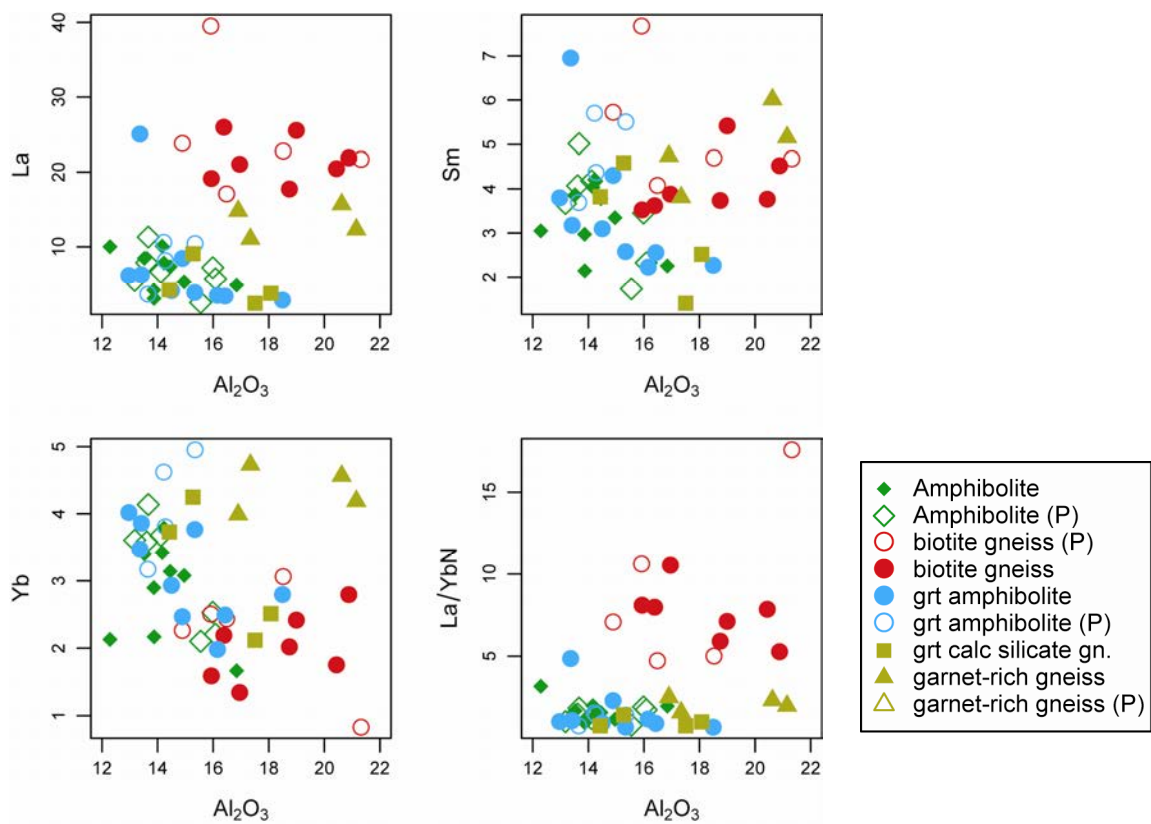 La
40
30
20
10
12 14 16 18 20 22
Al₂O₃
Sm
7
6
5
4
3
2
12 14 16 18 20 22
Al₂O₃
Yb
5
4
3
2
1
12 14 16 18 20 22
Al₂O₃
La/YbN
15
10
5
12 14 16 18 20 22
Al₂O₃
Amphibolite
Amphibolite (P)
biotite gneiss (P)
biotite gneiss
grt amphibolite
grt amphibolite (P)
grt calc silicate gn.
garnet-rich gneiss
garnet-rich gneiss (P)